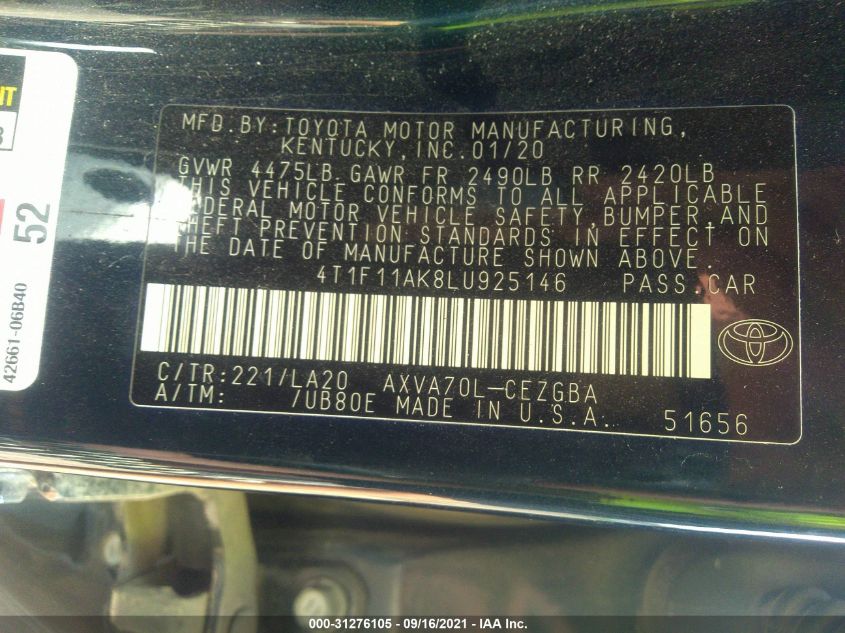 IT
3
52
42661-06B40
MFD.BY:TOYOTA MOTOR MANUFACTURING,
KENTUCKY,INC.01/20
GVWR 4475LB.GAWR FR 2490LB RR 2420LB
THIS VEHICLE CONFORMS TO ALL APPLICABLE
FEDERAL MOTOR VEHICLE SAFETY,BUMPER,AND
THEFT PREVENTION STANDARDS IN EFFECT ON
THE DATE OF MANUFACTURE SHOWN ABOVE.
4T1F11AK8LU925146 PASS.CAR
C/TR:221/LA20 AXVA70L-CEZGBA
A/TM: /UB80E MADE IN U.S.A. 51656
000-31276105 - 09/16/2021 - IAA Inc.